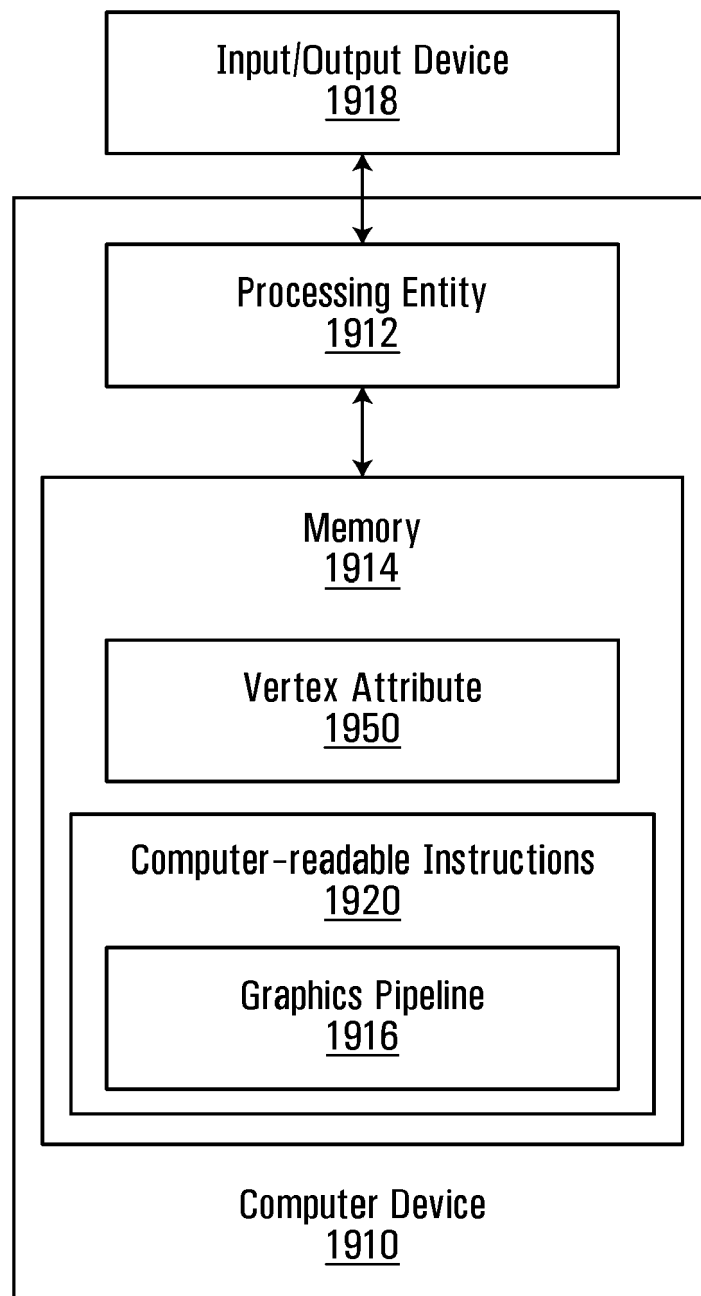 Input/Output Device
1918
Processing Entity
1912
Memory
1914
Vertex Attribute
1950
Computer-readable Instructions
1920
Graphics Pipeline
1916
Computer Device
1910